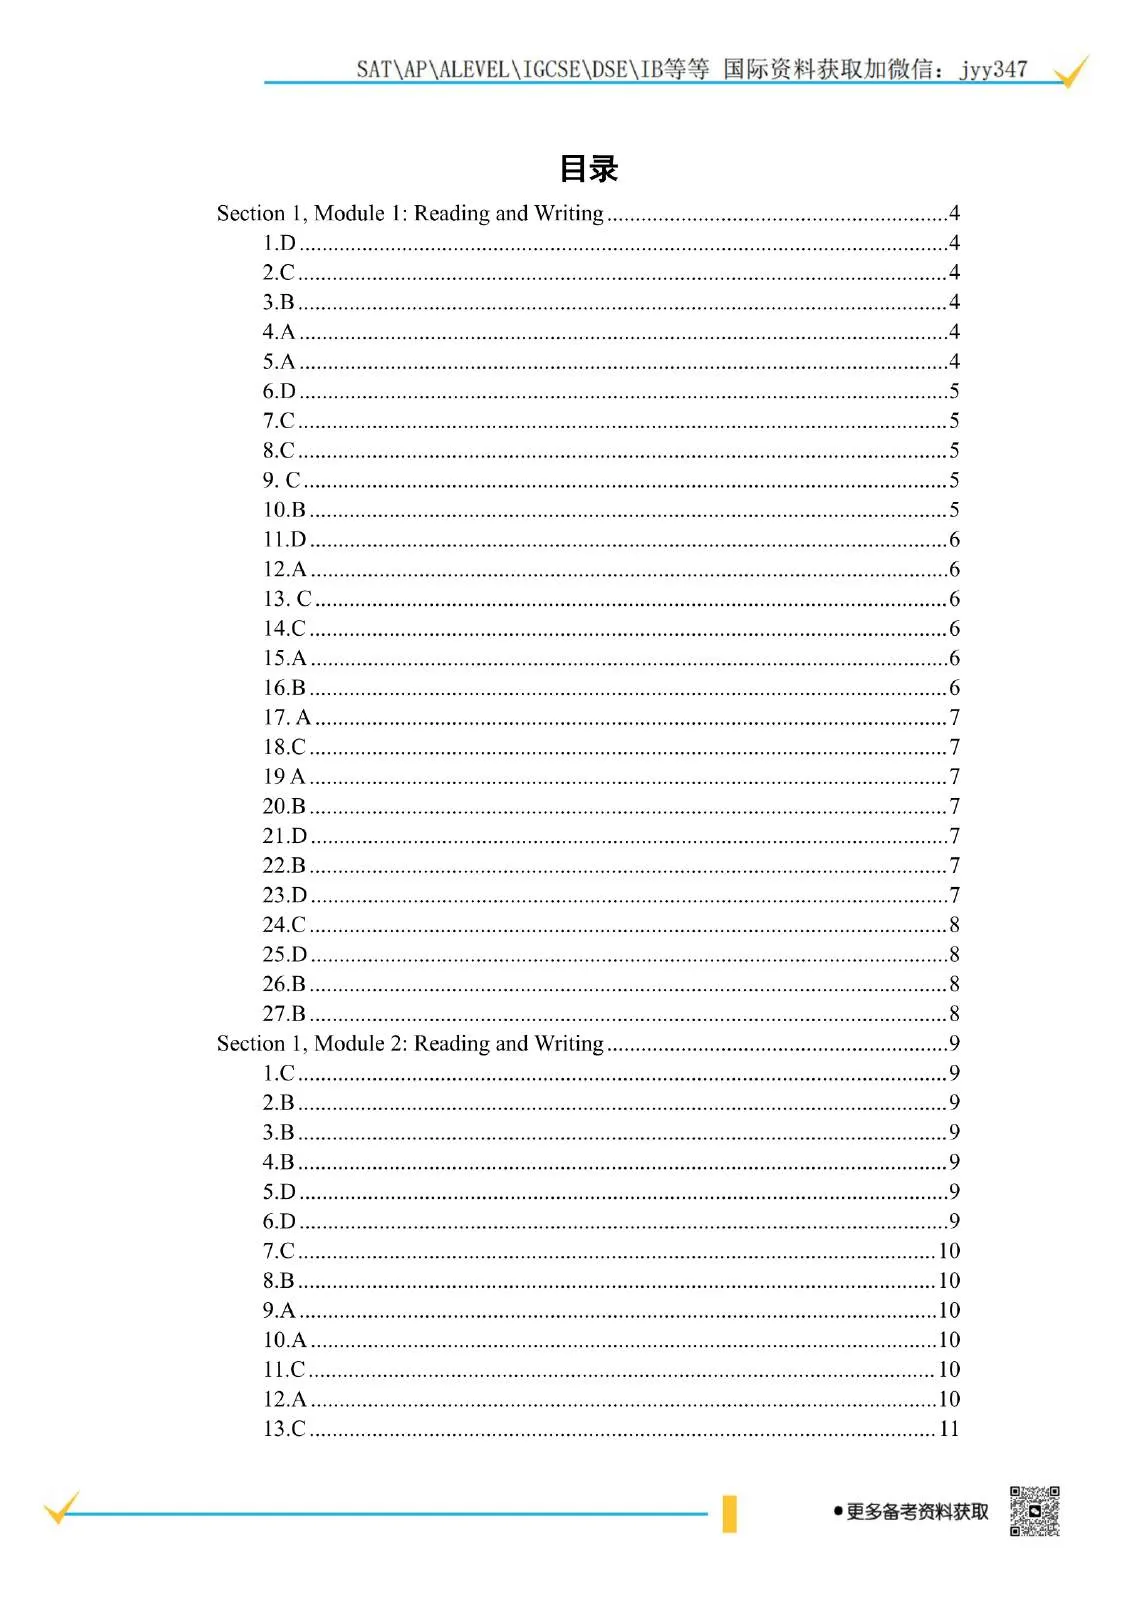 SAT\AP\ALEVEL\IGCSE\DSE\IB等等 国际资料获取加微信：jyy347
目录
Section 1, Module 1: Reading and Writing............................................................4
1.D....................................................................................................................4
2.C....................................................................................................................4
3.B....................................................................................................................4
4.A....................................................................................................................4
5.A....................................................................................................................4
6.D....................................................................................................................5
7.C....................................................................................................................5
8.C....................................................................................................................5
9. C...................................................................................................................5
10.B..................................................................................................................5
11.D..................................................................................................................6
12.A..................................................................................................................6
13. C.................................................................................................................6
14.C..................................................................................................................6
15.A..................................................................................................................6
16.B..................................................................................................................6
17. A.................................................................................................................7
18.C..................................................................................................................7
19 A..................................................................................................................7
20.B..................................................................................................................7
21.D..................................................................................................................7
22.B..................................................................................................................7
23.D..................................................................................................................7
24.C..................................................................................................................8
25.D..................................................................................................................8
26.B..................................................................................................................8
27.B..................................................................................................................8
Section 1, Module 2: Reading and Writing............................................................9
1.C....................................................................................................................9
2.B....................................................................................................................9
3.B....................................................................................................................9
4.B....................................................................................................................9
5.D....................................................................................................................9
6.D....................................................................................................................9
7.C..................................................................................................................10
8.B..................................................................................................................10
9.A..................................................................................................................10
10.A................................................................................................................10
11.C................................................................................................................10
12.A................................................................................................................10
13.C................................................................................................................11
•更多备考资料获取